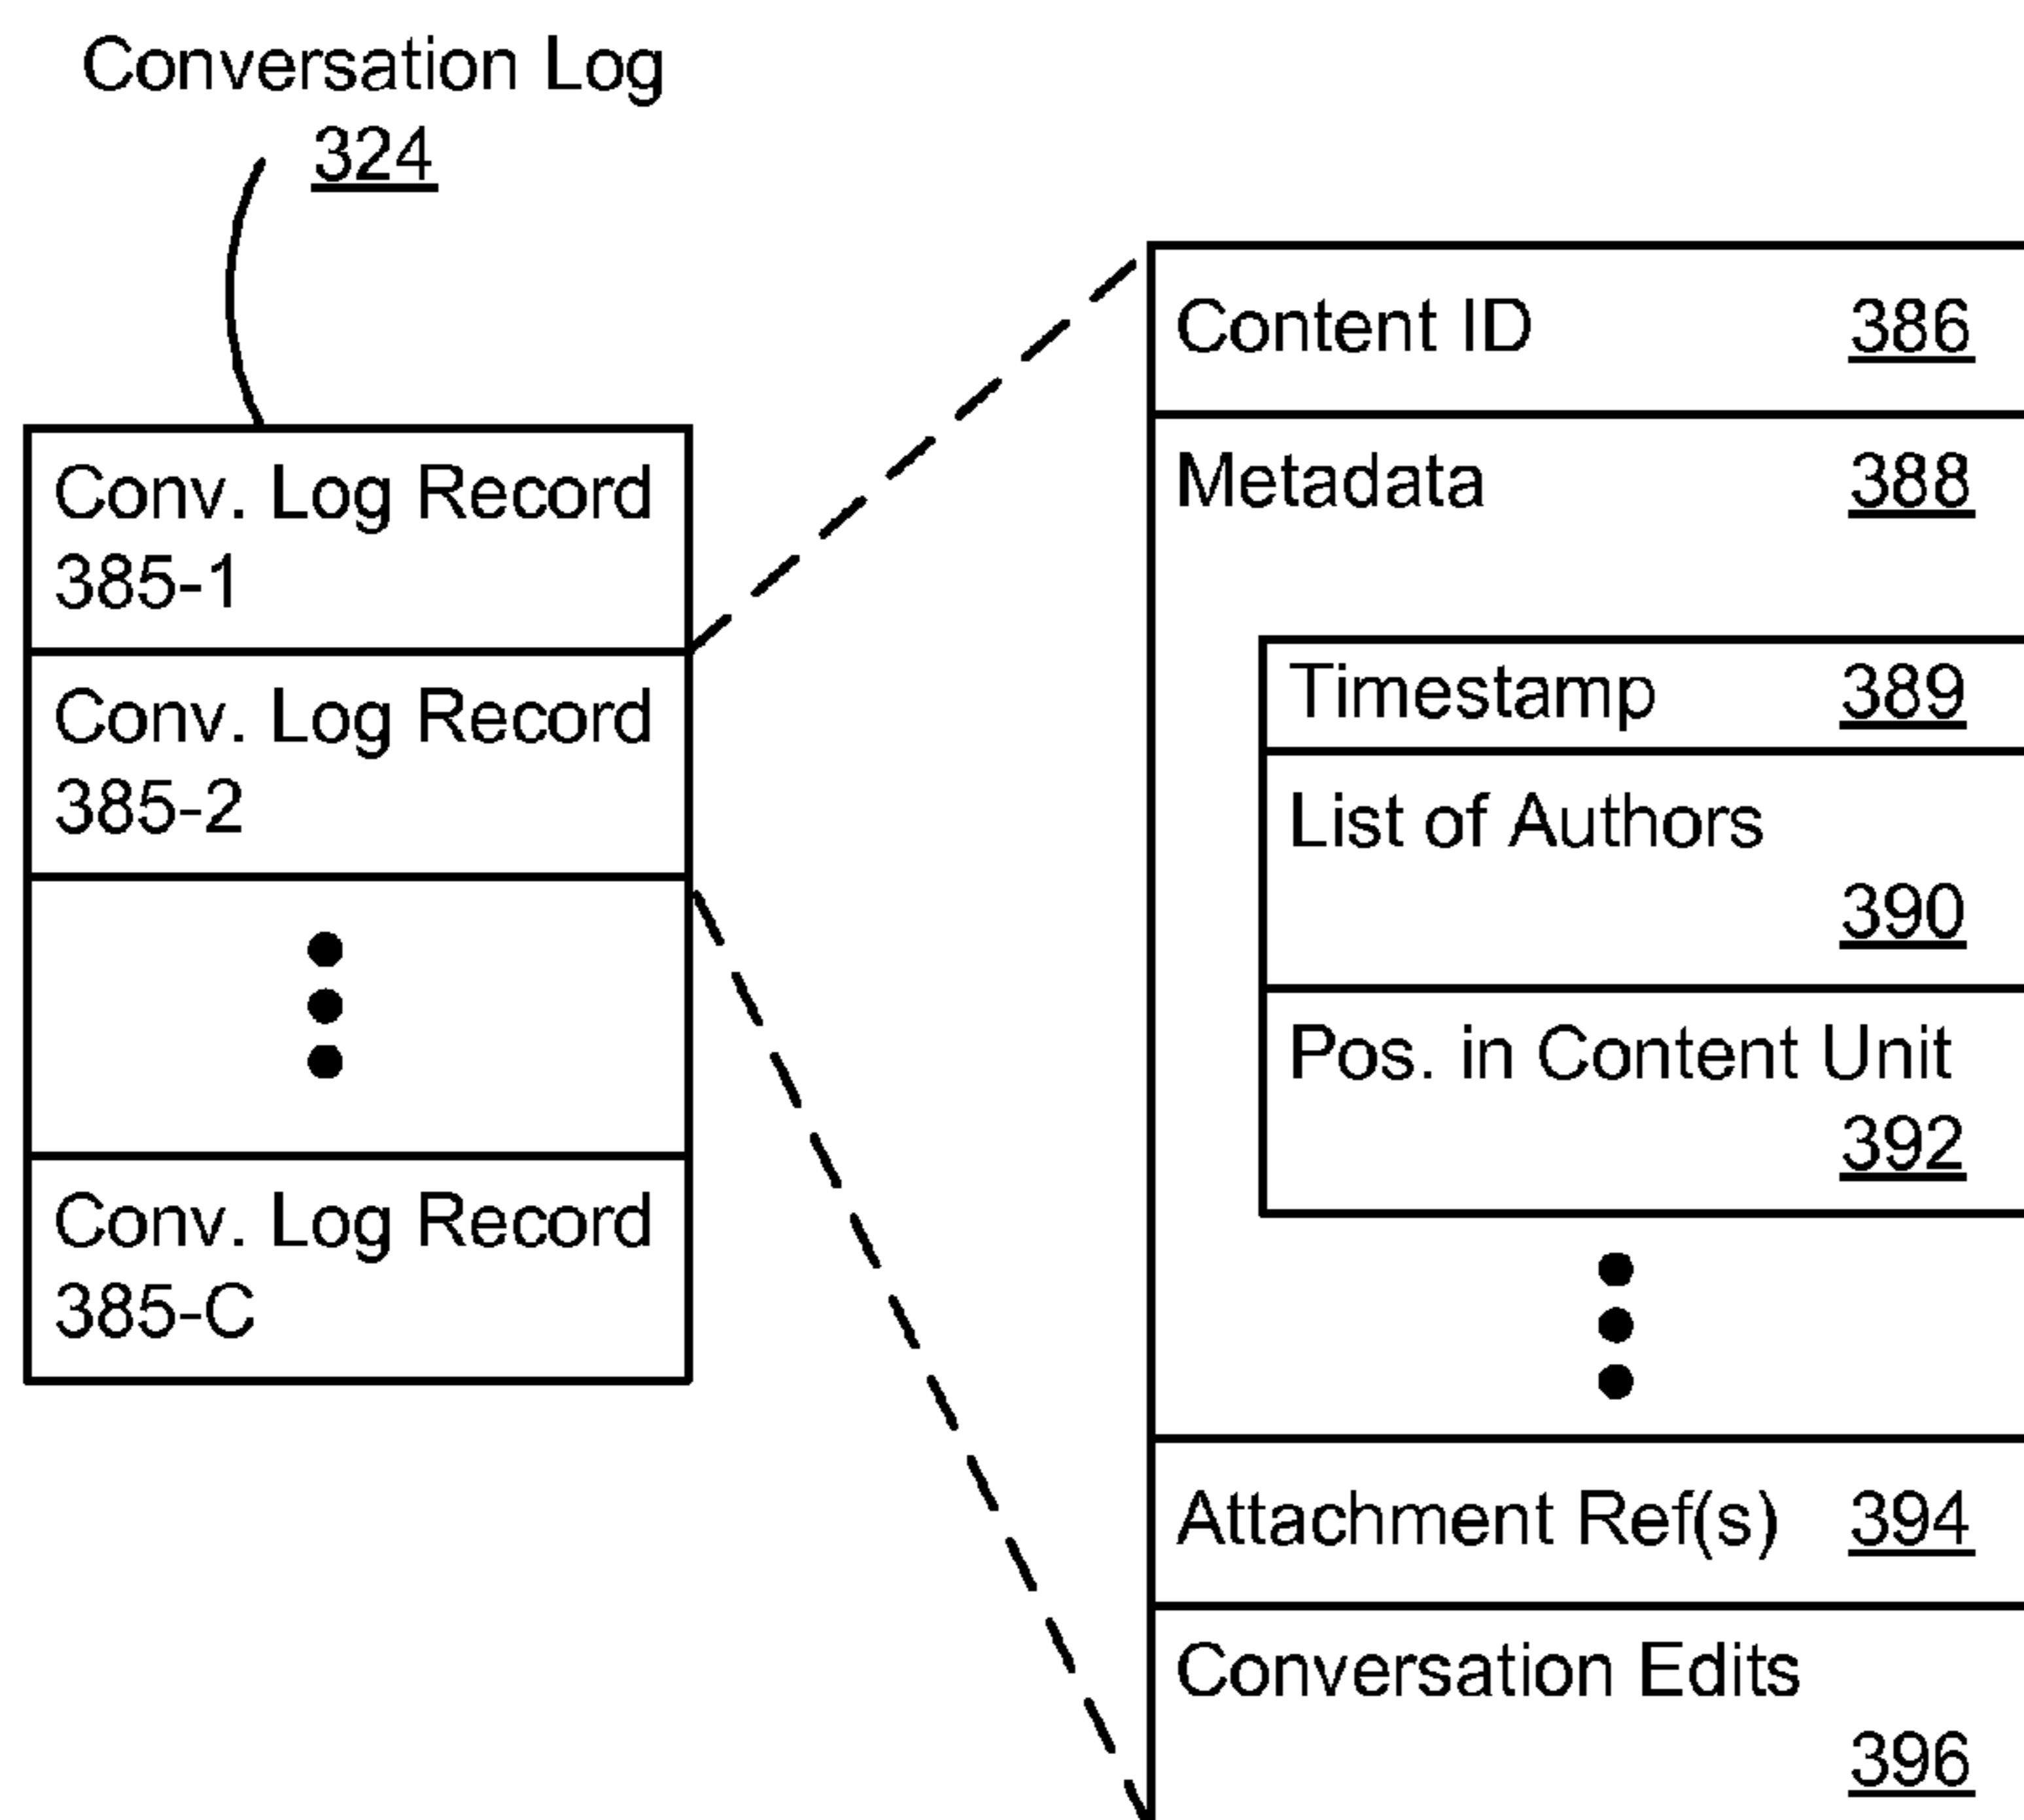 Conversation Log
324
Conv. Log Record
385-1
Conv. Log Record
385-2
Conv. Log Record
385-C
Content ID 386
Metadata 388
Timestamp 389
List of Authors
390
Pos. in Content Unit
392
Attachment Ref(s) 394
Conversation Edits
396